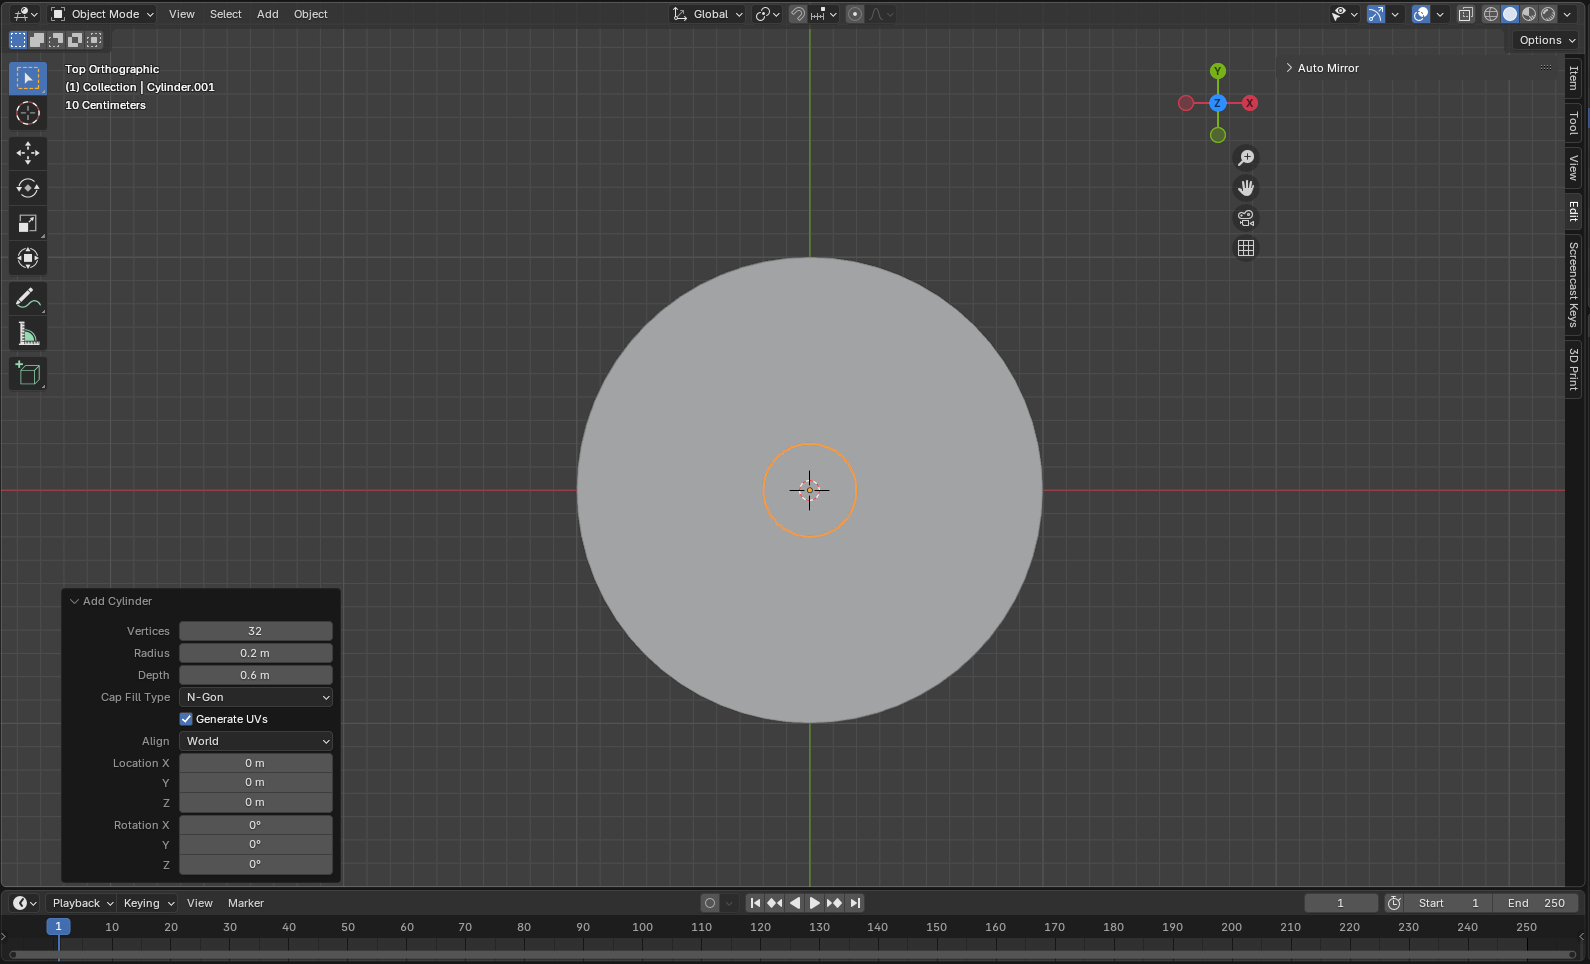 Object Mode View Select Add Object Global
Options
Top Orthographic
(1) Collection | Cylinder.001
10 Centimeters
Auto Mirror
Y
Z X
Item
Tool
View
Edit
Screencast Keys
3D Print
Add Cylinder
Vertices 32
Radius 0.2 m
Depth 0.6 m
Cap Fill Type N-Gon
Generate UVs
Align World
Location X 0 m
Y 0 m
Z 0 m
Rotation X 0°
Y 0°
Z 0°
Playback Keying View Marker 1 Start 1 End 250
1 10 20 30 40 50 60 70 80 90 100 110 120 130 140 150 160 170 180 190 200 210 220 230 240 250